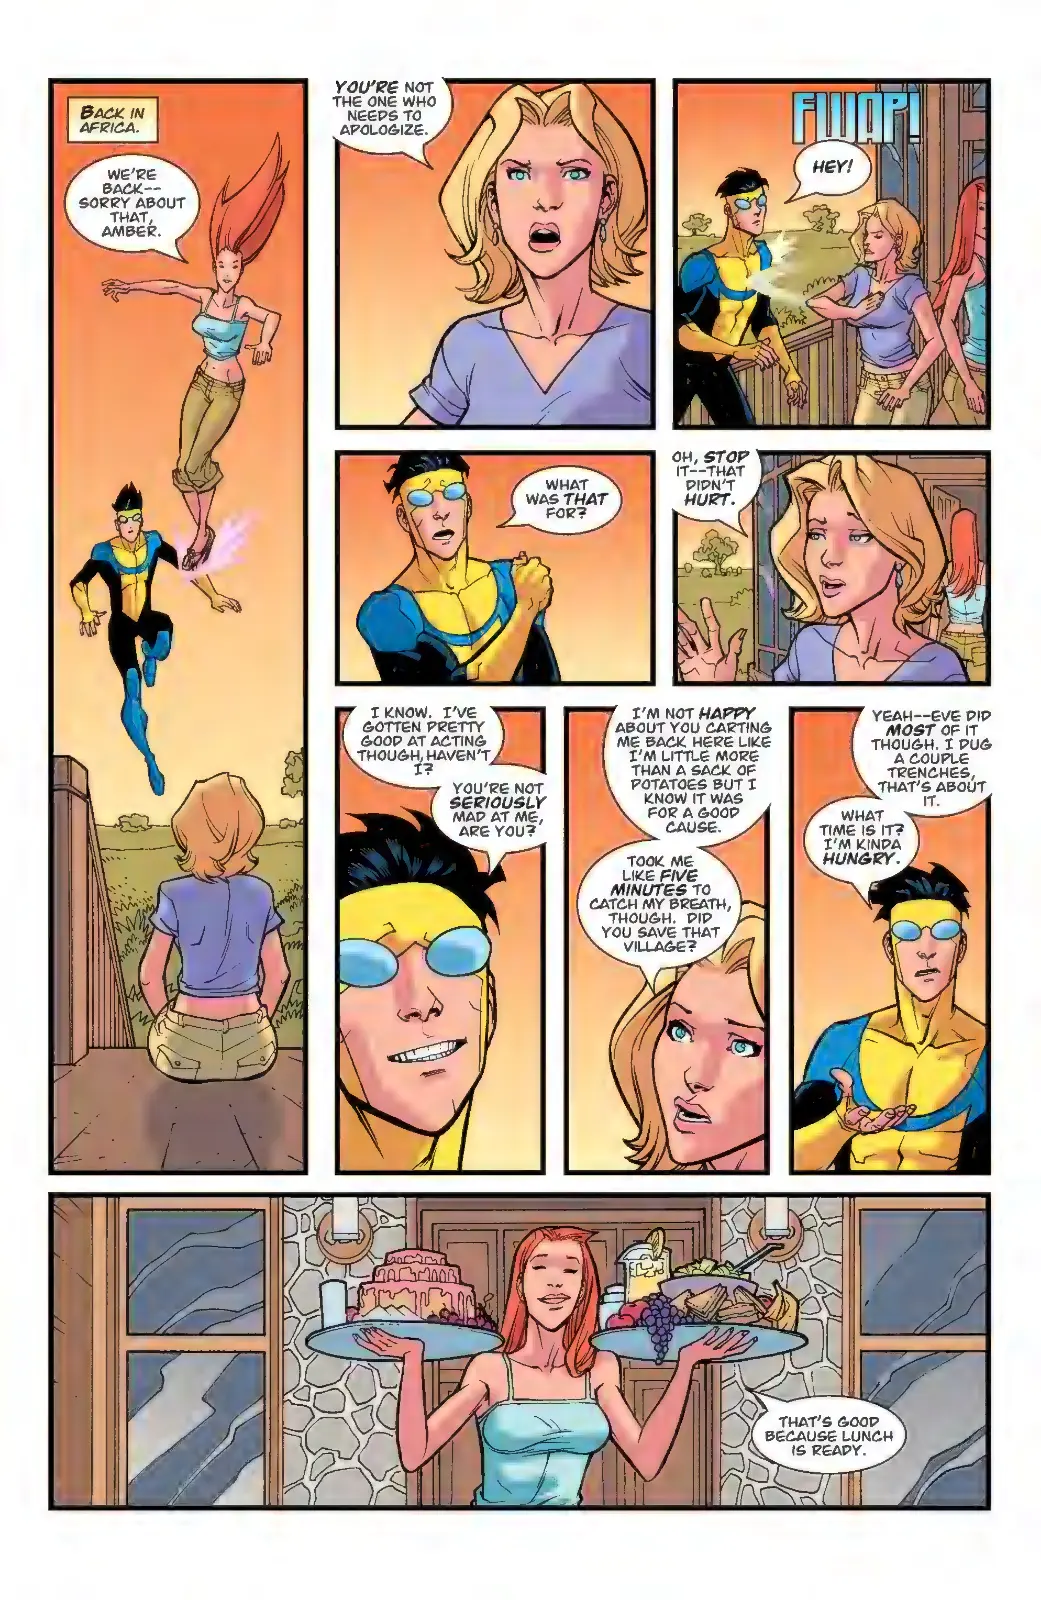 BACK IN
AFRICA.
WE'RE
BACK--
SORRY ABOUT
THAT,
AMBER.
YOU'RE NOT
THE ONE WHO
NEEDS TO
APOLOGIZE.
FWAP!
HEY!
WHAT
WAS THAT
FOR?
OH, STOP
IT--THAT
DIDN'T
HURT.
I KNOW. I'VE
GOTTEN PRETTY
GOOD AT ACTING
THOUGH, HAVEN'T
I?
YOU'RE NOT
SERIOUSLY
MAD AT ME,
ARE YOU?
I'M NOT HAPPY
ABOUT YOU CARTING
ME BACK HERE LIKE
I'M LITTLE MORE
THAN A SACK OF
POTATOES BUT I
KNOW IT WAS
FOR A GOOD
CAUSE.
TOOK ME
LIKE FIVE
MINUTES TO
CATCH MY BREATH,
THOUGH. DID
YOU SAVE THAT
VILLAGE?
YEAH--EVE DID
MOST OF IT
THOUGH. I DUG
A COUPLE
TRENCHES,
THAT'S ABOUT
IT.
WHAT
TIME IS IT?
I'M KINDA
HUNGRY.
THAT'S GOOD
BECAUSE LUNCH
IS READY.